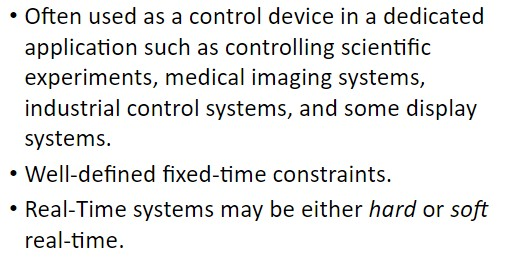 • Often used as a control device in a dedicated
application such as controlling scientific
experiments, medical imaging systems,
industrial control systems, and some display
systems.
• Well-defined fixed-time constraints.
• Real-Time systems may be either hard or soft
real-time.